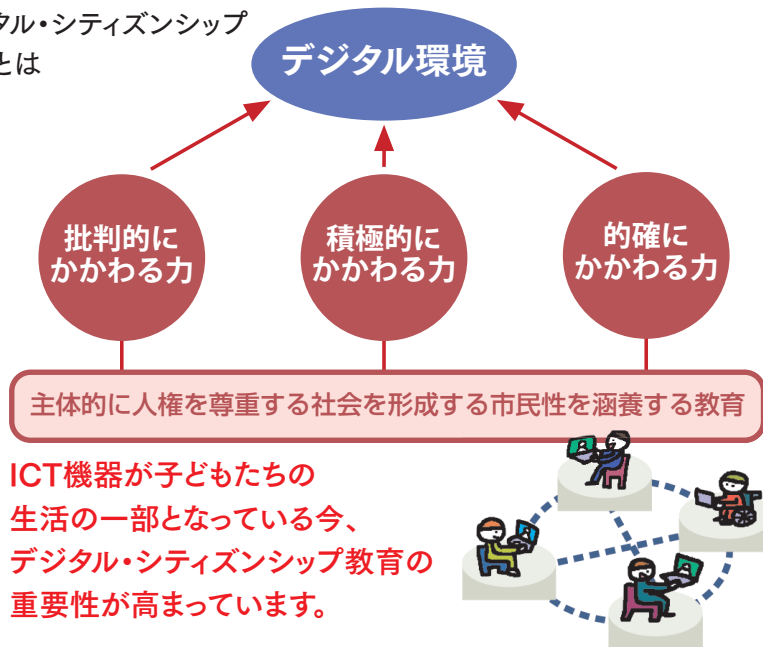 タル・シティズンシップ
とは
デジタル環境
批判的に
かかわる力
積極的に
かかわる力
的確に
かかわる力
主体的に人権を尊重する社会を形成する市民性を涵養する教育
ICT機器が子どもたちの
生活の一部となっている今、
デジタル・シティズンシップ教育の
重要性が高まっています。